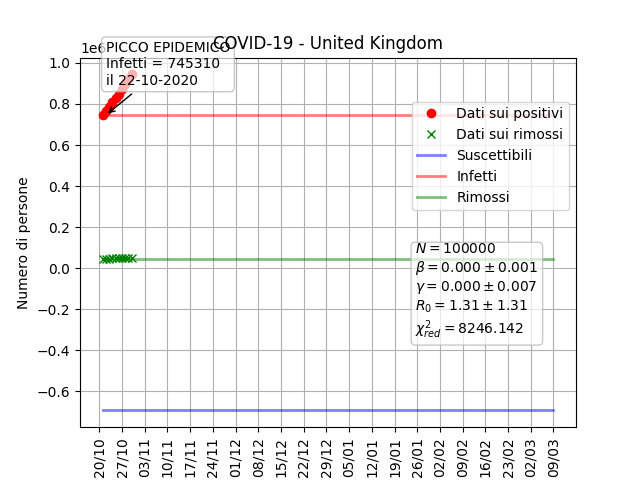 COVID-19 - United Kingdom
1e6
PICCO EPIDEMICO
Infetti = 745310
il 22-10-2020
Numero di persone
1.0
0.8
0.6
0.4
0.2
0.0
−0.2
−0.4
−0.6
Dati sui positivi
Dati sui rimossi
Suscettibili
Infetti
Rimossi
N = 100000
β = 0.000 ± 0.001
γ = 0.000 ± 0.007
R₀ = 1.31 ± 1.31
χ²red = 8246.142
20/10
27/10
03/11
10/11
17/11
24/11
01/12
08/12
15/12
22/12
29/12
05/01
12/01
19/01
26/01
02/02
09/02
16/02
23/02
02/03
09/03